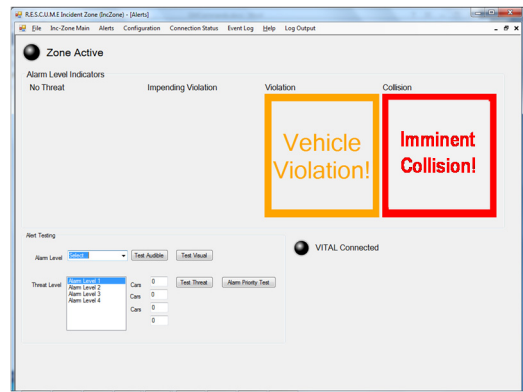 R.E.S.C.U.M.E Incident Zone (IncZone) - [Alerts]
File Inc-Zone Main Alerts Configuration Connection Status Event Log Help Log Output
Zone Active
Alarm Level Indicators
No Threat Impending Violation Violation Collision
Vehicle
Violation!
Imminent
Collision!
Alert Testing
Alarm Level Select... Test Audible Test Visual
VITAL Connected
Threat Level Alarm Level 1 Cars 0 Test Threat Alarm Priority Test
Alarm Level 2
Alarm Level 3 Cars 0
Alarm Level 4
Cars 0
0